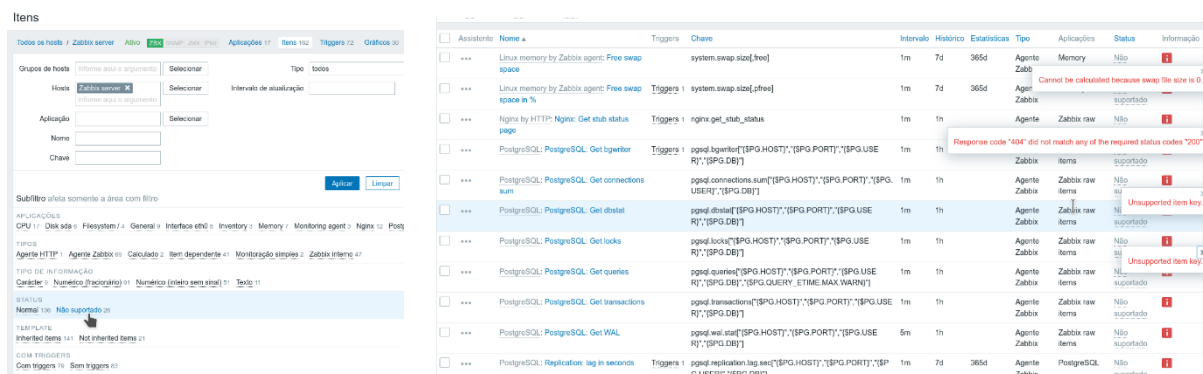 Itens
Todos os hosts / Zabbix server Ativo ZBX SNMP JMX IPMI Aplicações 17 Itens 162 Triggers 72 Gráficos 30
Grupos de hosts Informe aqui o argumento Selecionar Tipo todos
Hosts Zabbix server Selecionar Intervalo de atualização
Informe aqui o argumento
Aplicação Selecionar
Nome
Chave
Aplicar Limpar
Subfiltro afeta somente a área com filtro
APLICAÇÕES
CPU 17 Disk sda 6 Filesystem / 4 General 9 Interface eth0 8 Inventory 3 Memory 7 Monitoring agent 3 Nginx 12
TIPOS
Agente HTTP 1 Agente Zabbix 69 Calculado 2 Item dependente 41 Monitoração simples 2 Zabbix interno 47
TIPO DE INFORMAÇÃO
Carácter 9 Numérico (fracionário) 91 Numérico (inteiro sem sinal) 51 Texto 11
STATUS
Normal 136 Não suportado 26
TEMPLATE
Inherited items 141 Not inherited items 21
COM TRIGGERS
Com triggers 79 Sem triggers 83
Assistente Nome Triggers Chave Intervalo Histórico Estatísticas Tipo Aplicações Status Informação
Linux memory by Zabbix agent: Free swap space system.swap.size[,free] 1m 7d 365d Agente Memory Não
Cannot be calculated because swap file size is 0.
Linux memory by Zabbix agent: Free swap space in % Triggers 1 system.swap.size[,pfree] 1m 7d 365d Agente Zabbix suportado
Nginx by HTTP: Nginx: Get stub status page Triggers 1 nginx.get_stub_status 1m 1h Agente Zabbix raw Não
Response code "404" did not match any of the required status codes "200"
PostgreSQL: PostgreSQL: Get bgwriter Triggers 1 pgsql.bgwriter["{$PG.HOST}","{$PG.PORT}","{$PG.USER}","{$PG.DB}"] 1m 1h Zabbix items suportado
PostgreSQL: PostgreSQL: Get connections sum pgsql.connections.sum["{$PG.HOST}","{$PG.PORT}","{$PG.USER}","{$PG.DB}"] 1m 1h Agente Zabbix Zabbix raw items Não
Unsupported item key.
PostgreSQL: PostgreSQL: Get dbstat pgsql.dbstat["{$PG.HOST}","{$PG.PORT}","{$PG.USER}","{$PG.DB}"] 1m 1h Agente Zabbix Zabbix raw items
PostgreSQL: PostgreSQL: Get locks pgsql.locks["{$PG.HOST}","{$PG.PORT}","{$PG.USER}","{$PG.DB}"] 1m 1h Agente Zabbix Zabbix raw items Não
Unsupported item key.
PostgreSQL: PostgreSQL: Get queries pgsql.queries["{$PG.HOST}","{$PG.PORT}","{$PG.USER}","{$PG.DB}","{$PG.QUERY_ETIME.MAX.WARN}"] 1m 1h Agente Zabbix Zabbix raw items suportado
PostgreSQL: PostgreSQL: Get transactions pgsql.transactions["{$PG.HOST}","{$PG.PORT}","{$PG.USER}","{$PG.DB}"] 1m 1h Agente Zabbix Zabbix raw items Não suportado
PostgreSQL: PostgreSQL: Get WAL pgsql.wal.stat["{$PG.HOST}","{$PG.PORT}","{$PG.USER}","{$PG.DB}"] 5m 1h Agente Zabbix Zabbix raw items Não suportado
PostgreSQL: Replication: lag in seconds Triggers 1 pgsql.replication.lag.sec["{$PG.HOST}","{$PG.PORT}","{$P 1m 7d 365d Agente PostgreSQL Não